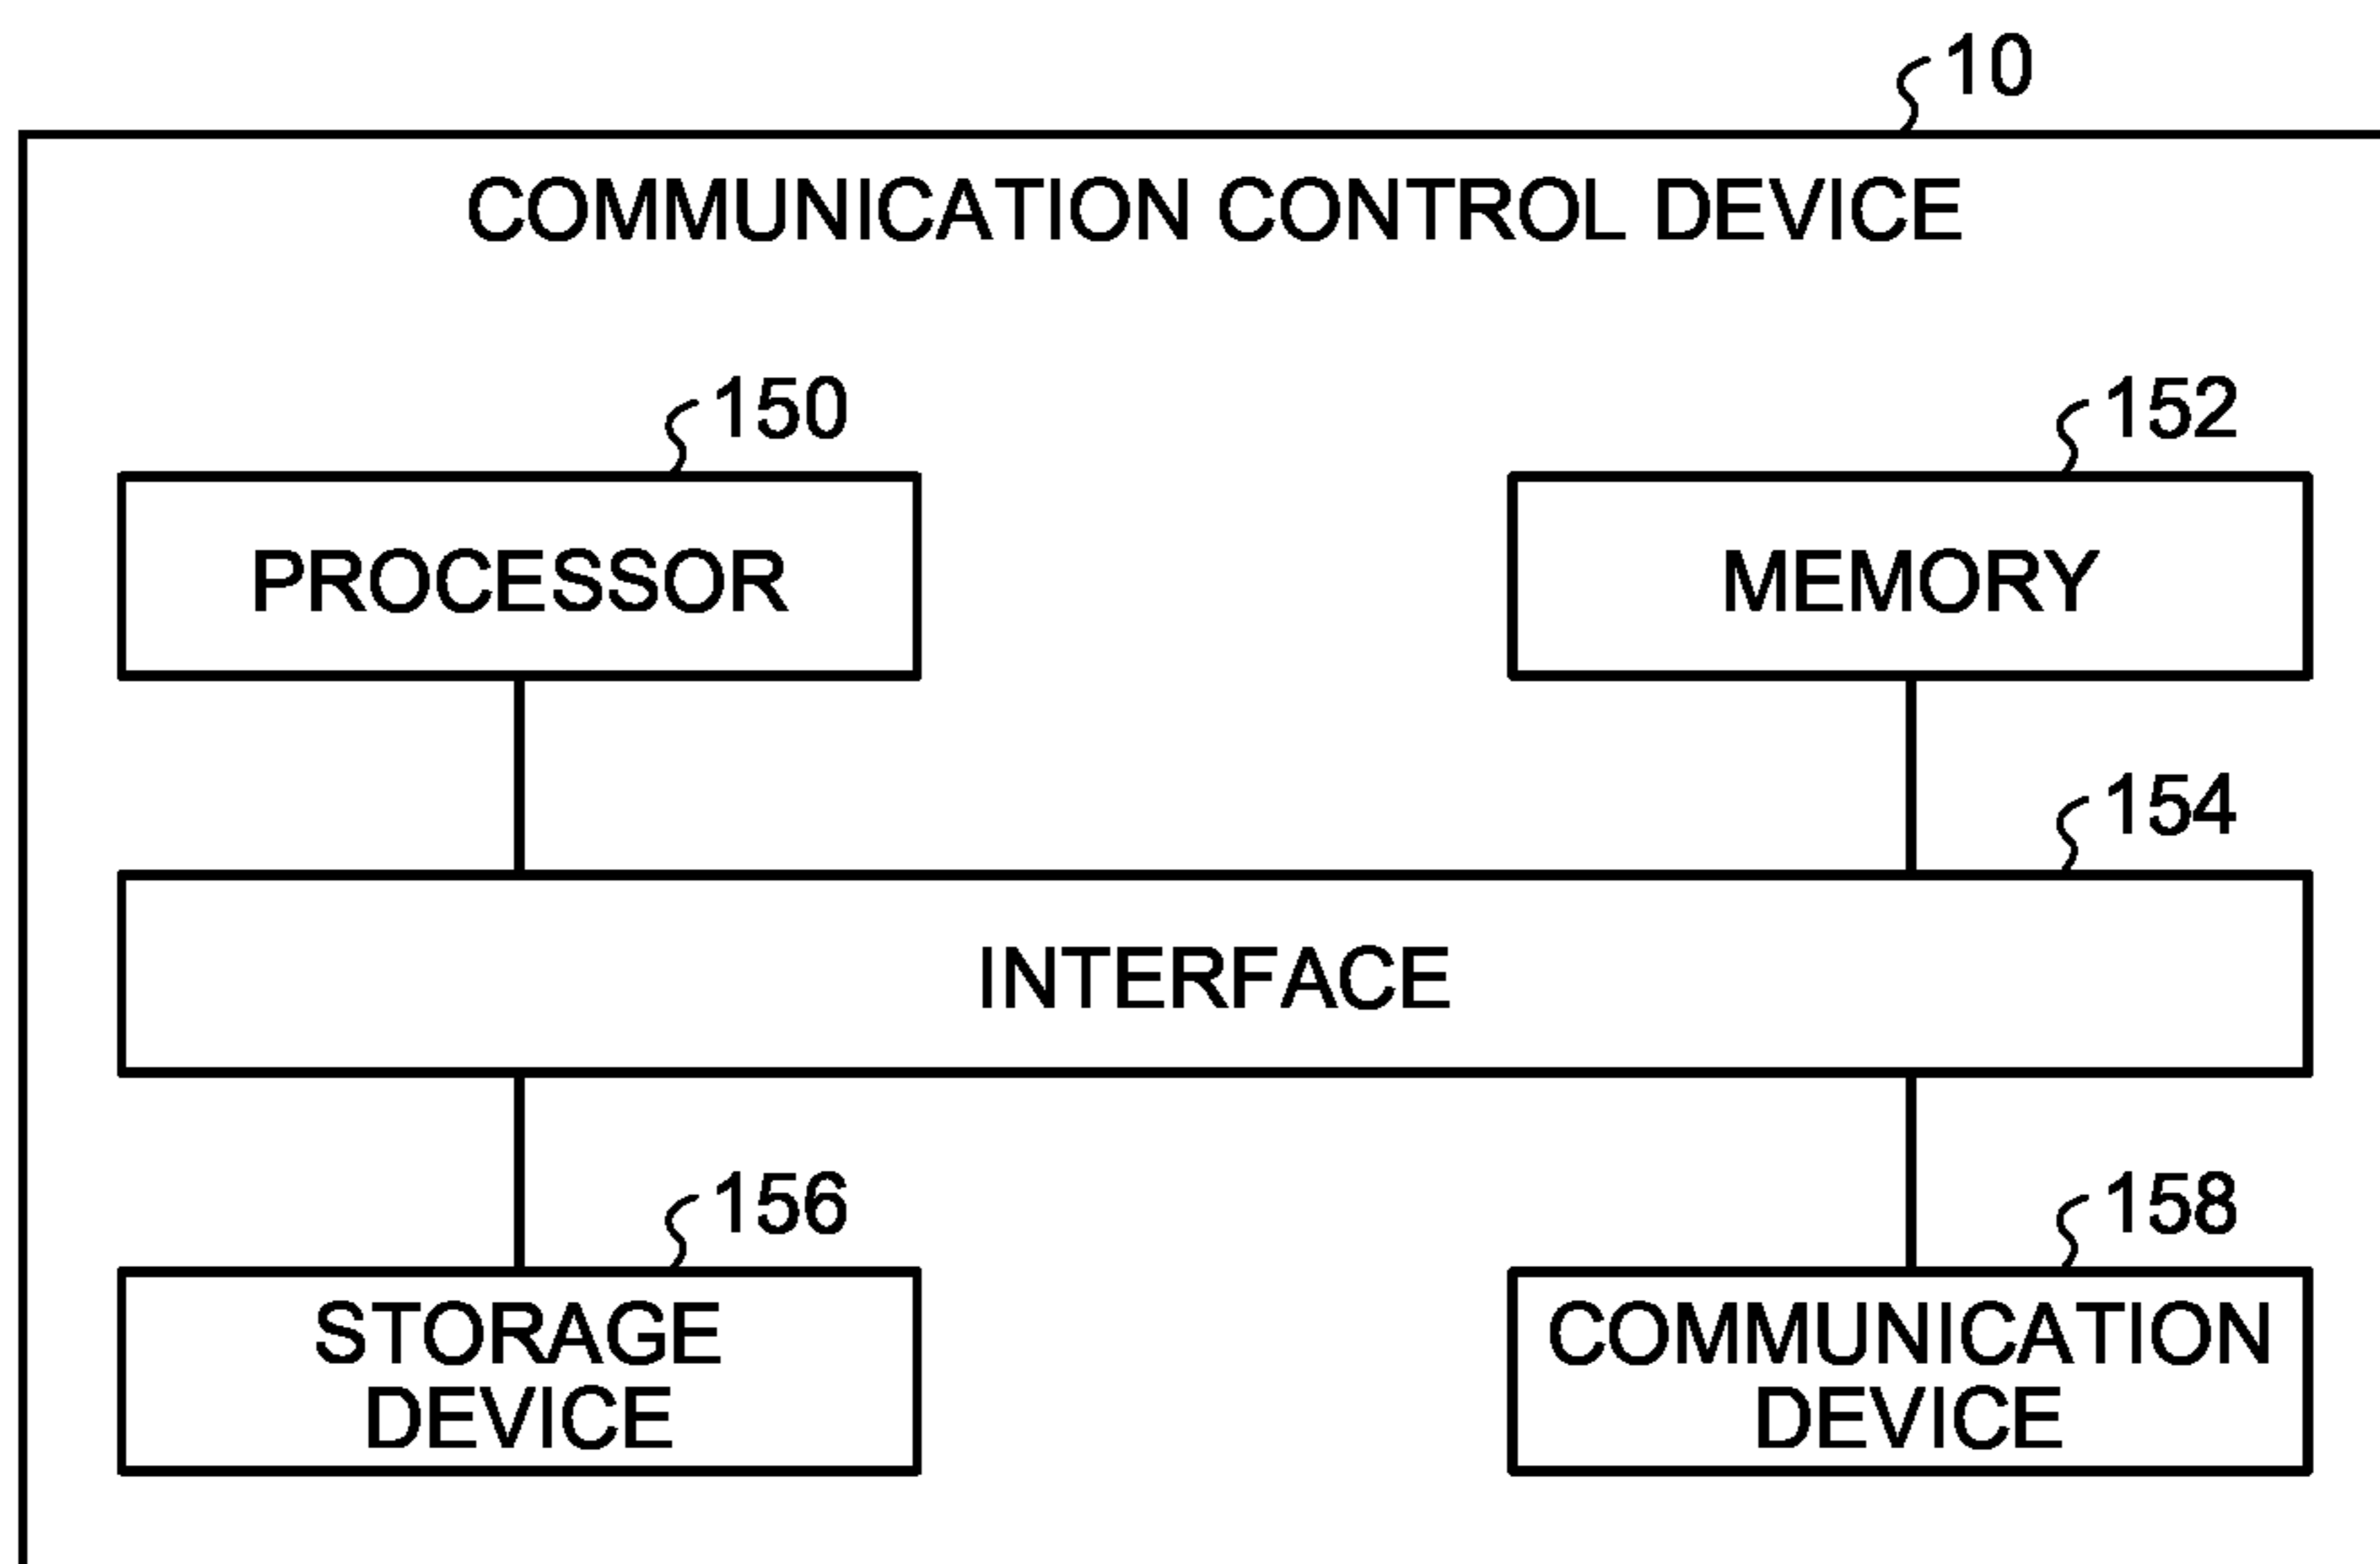 10
COMMUNICATION CONTROL DEVICE
150
152
PROCESSOR
MEMORY
154
INTERFACE
156
158
STORAGE
DEVICE
COMMUNICATION
DEVICE